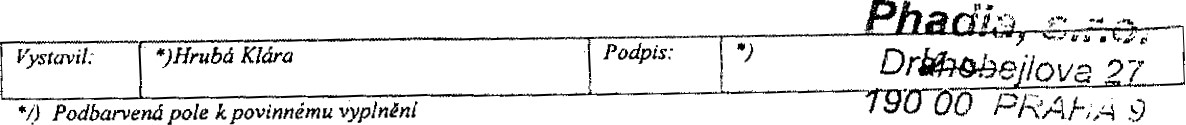 Phadia, s.r.o.
Vystavil: *)Hrubá Klára Podpis: *)
Drahobejlova 27
*/) Podbarvená pole k povinnému vyplnění
190 00 PRAHA 9